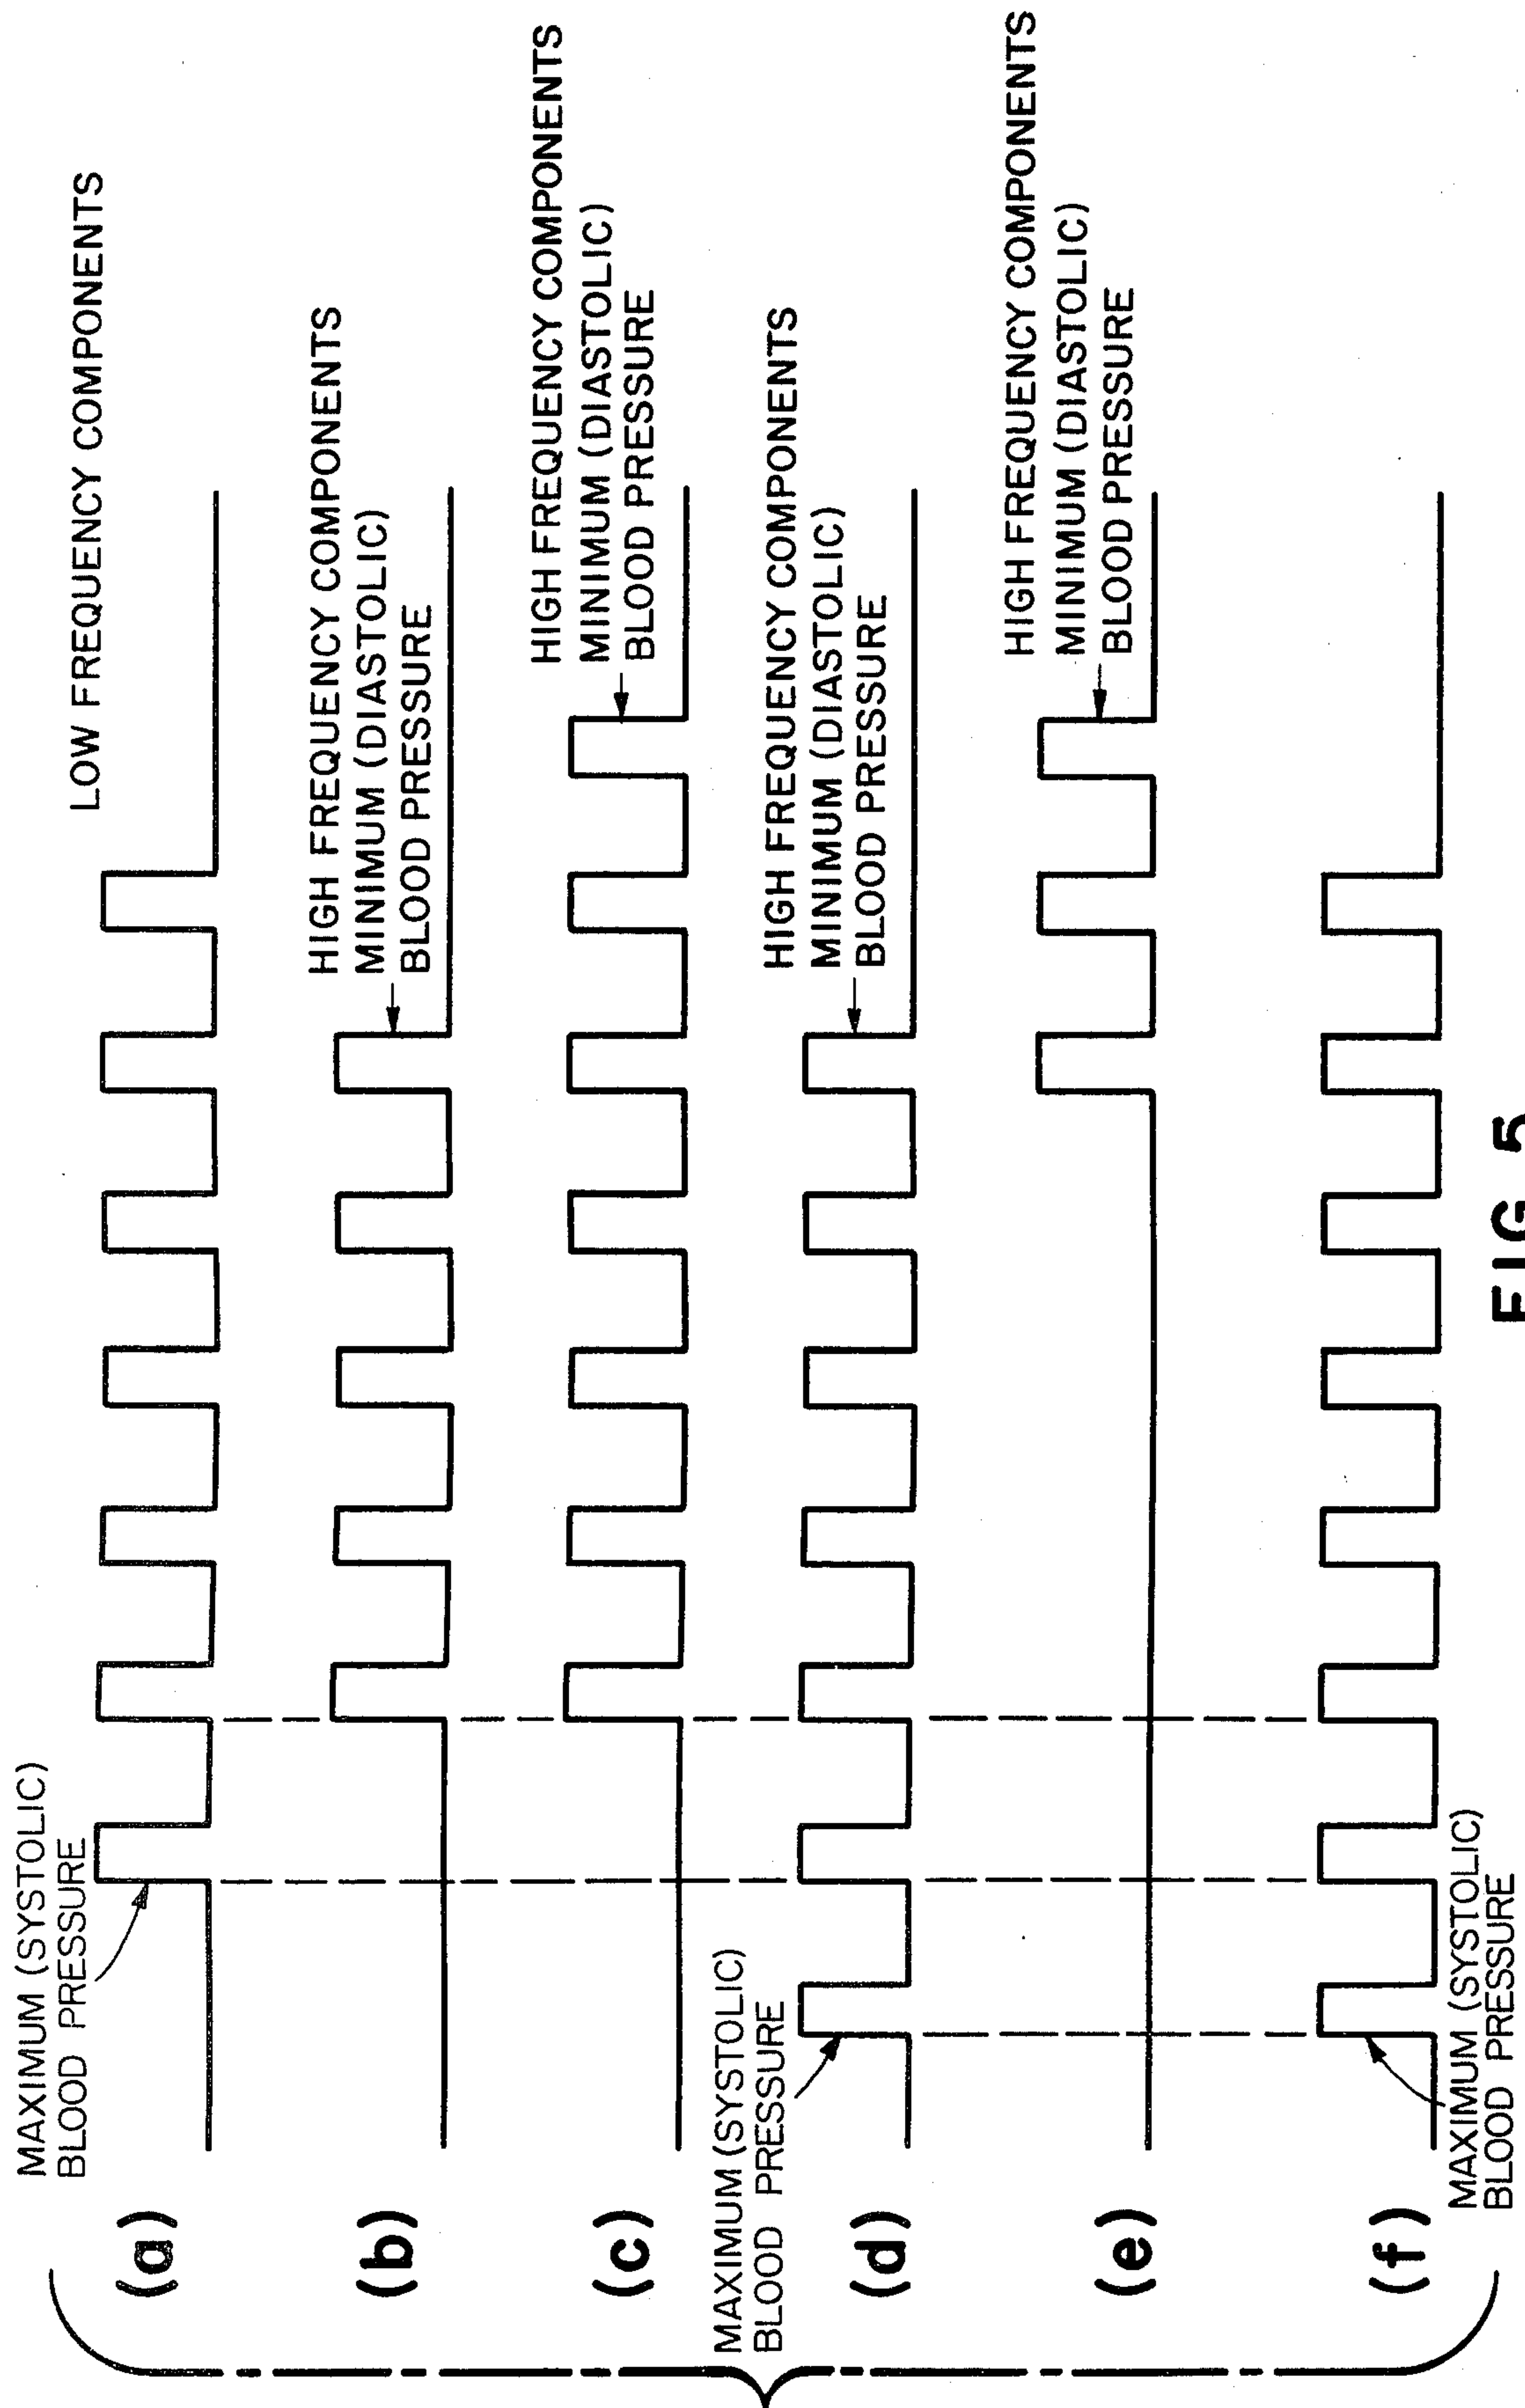 (a)
MAXIMUM (SYSTOLIC)
BLOOD PRESSURE
LOW FREQUENCY COMPONENTS
(b)
HIGH FREQUENCY COMPONENTS
MINIMUM (DIASTOLIC)
BLOOD PRESSURE
(c)
HIGH FREQUENCY COMPONENTS
MINIMUM (DIASTOLIC)
BLOOD PRESSURE
(d)
MAXIMUM (SYSTOLIC)
BLOOD PRESSURE
HIGH FREQUENCY COMPONENTS
MINIMUM (DIASTOLIC)
BLOOD PRESSURE
(e)
HIGH FREQUENCY COMPONENTS
MINIMUM (DIASTOLIC)
BLOOD PRESSURE
(f)
MAXIMUM (SYSTOLIC)
BLOOD PRESSURE
FIG. 5